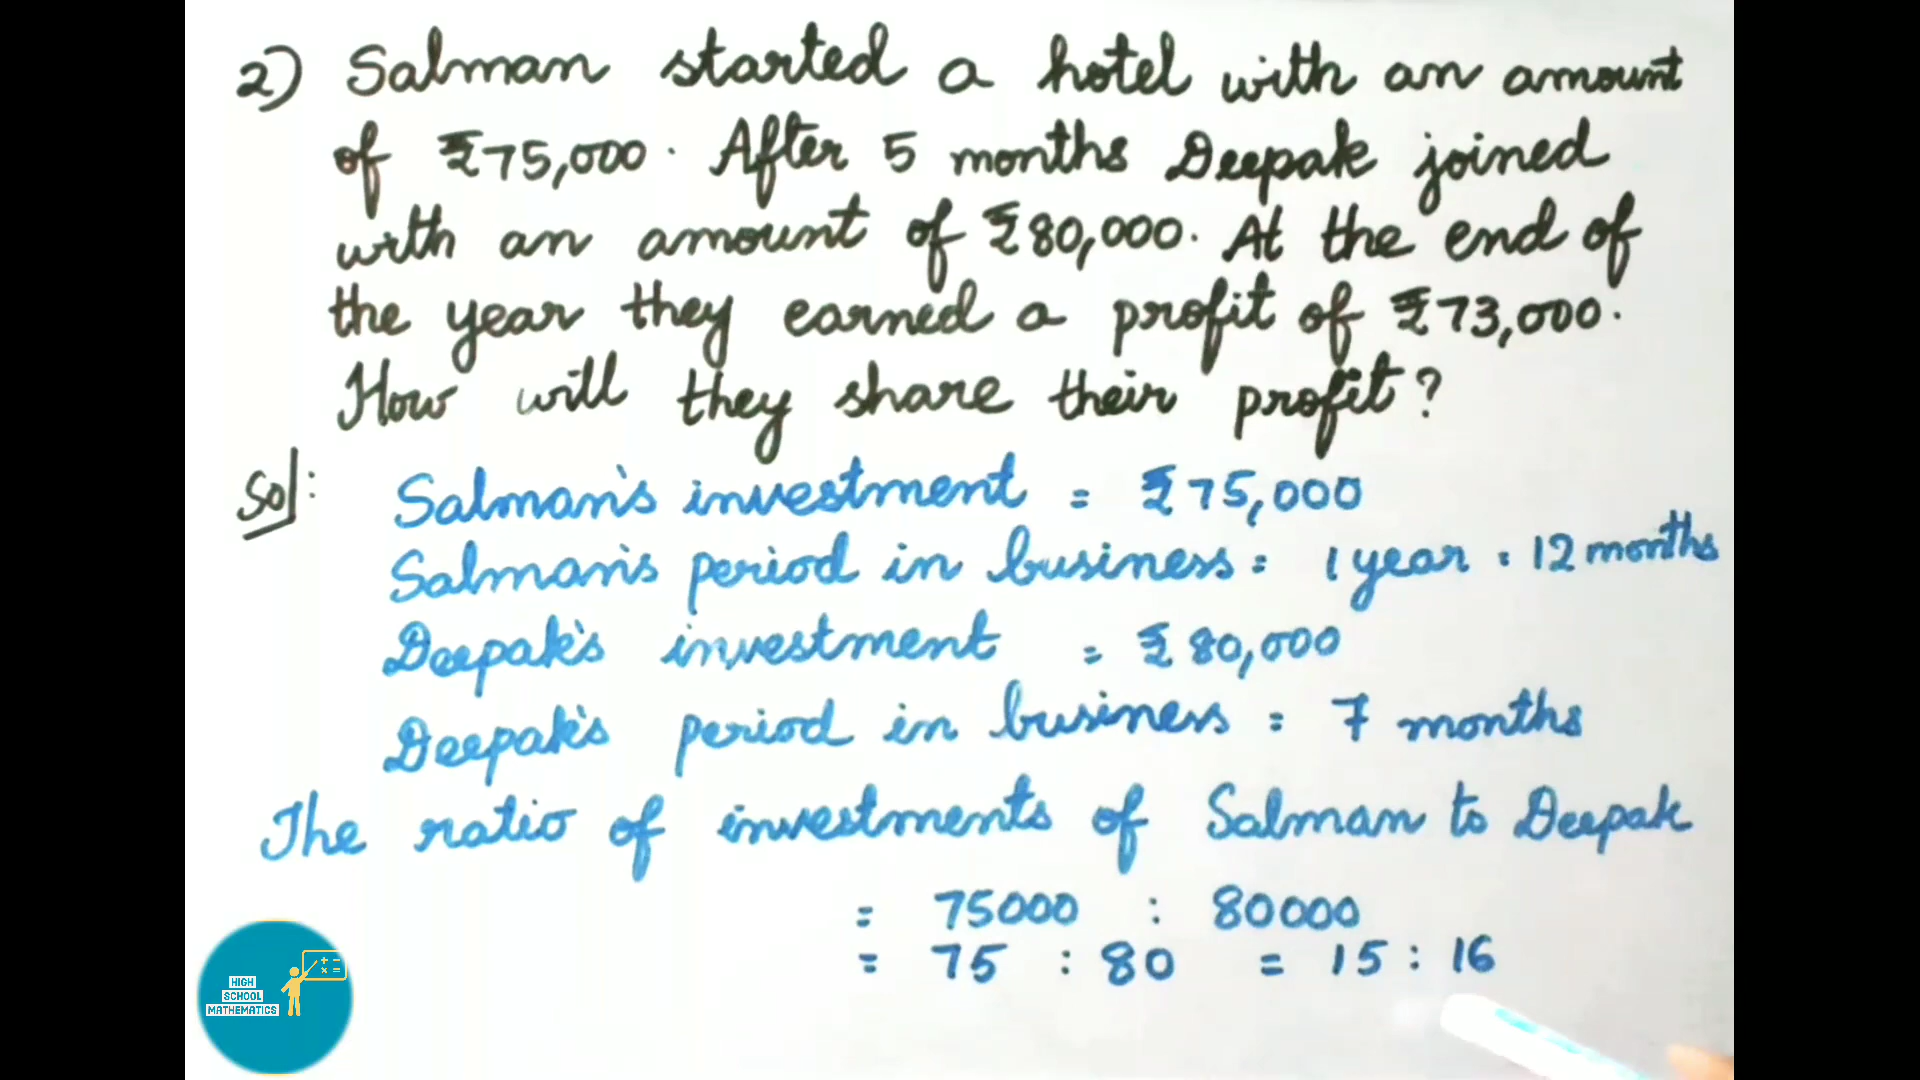 2) Salman started a hotel with an amount
of ₹75,000. After 5 months Deepak joined
with an amount of ₹80,000. At the end of
the year they earned a profit of ₹73,000.
How will they share their profit?
Sol: Salman's investment = ₹75,000
Salman's period in business = 1 year = 12 months
Deepak's investment = ₹80,000
Deepak's period in business = 7 months
The ratio of investments of Salman to Deepak
= 75000 : 80000
= 75 : 80 = 15 : 16
HIGH
SCHOOL
MATHEMATICS
+ −
× =